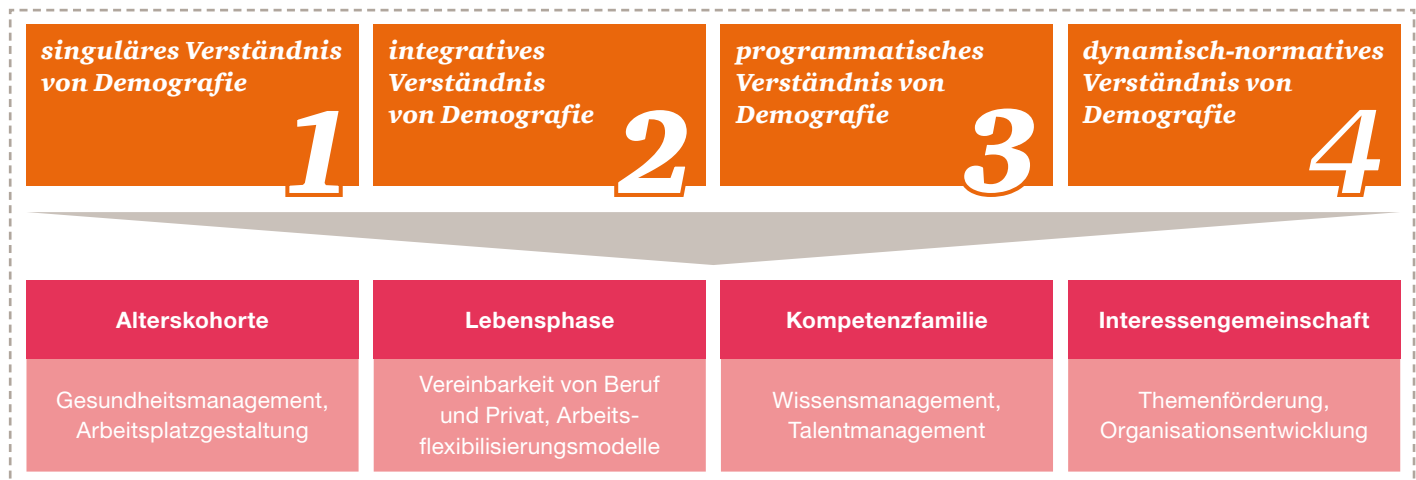 singuläres Verständnis
von Demografie
1
integratives
Verständnis
von Demografie
2
programmatisches
Verständnis von
Demografie
3
dynamisch-normatives
Verständnis von
Demografie
4
Alterskohorte
Gesundheitsmanagement,
Arbeitsplatzgestaltung
Lebensphase
Vereinbarkeit von Beruf
und Privat, Arbeits-
flexibilisierungsmodelle
Kompetenzfamilie
Wissensmanagement,
Talentmanagement
Interessengemeinschaft
Themenförderung,
Organisationsentwicklung